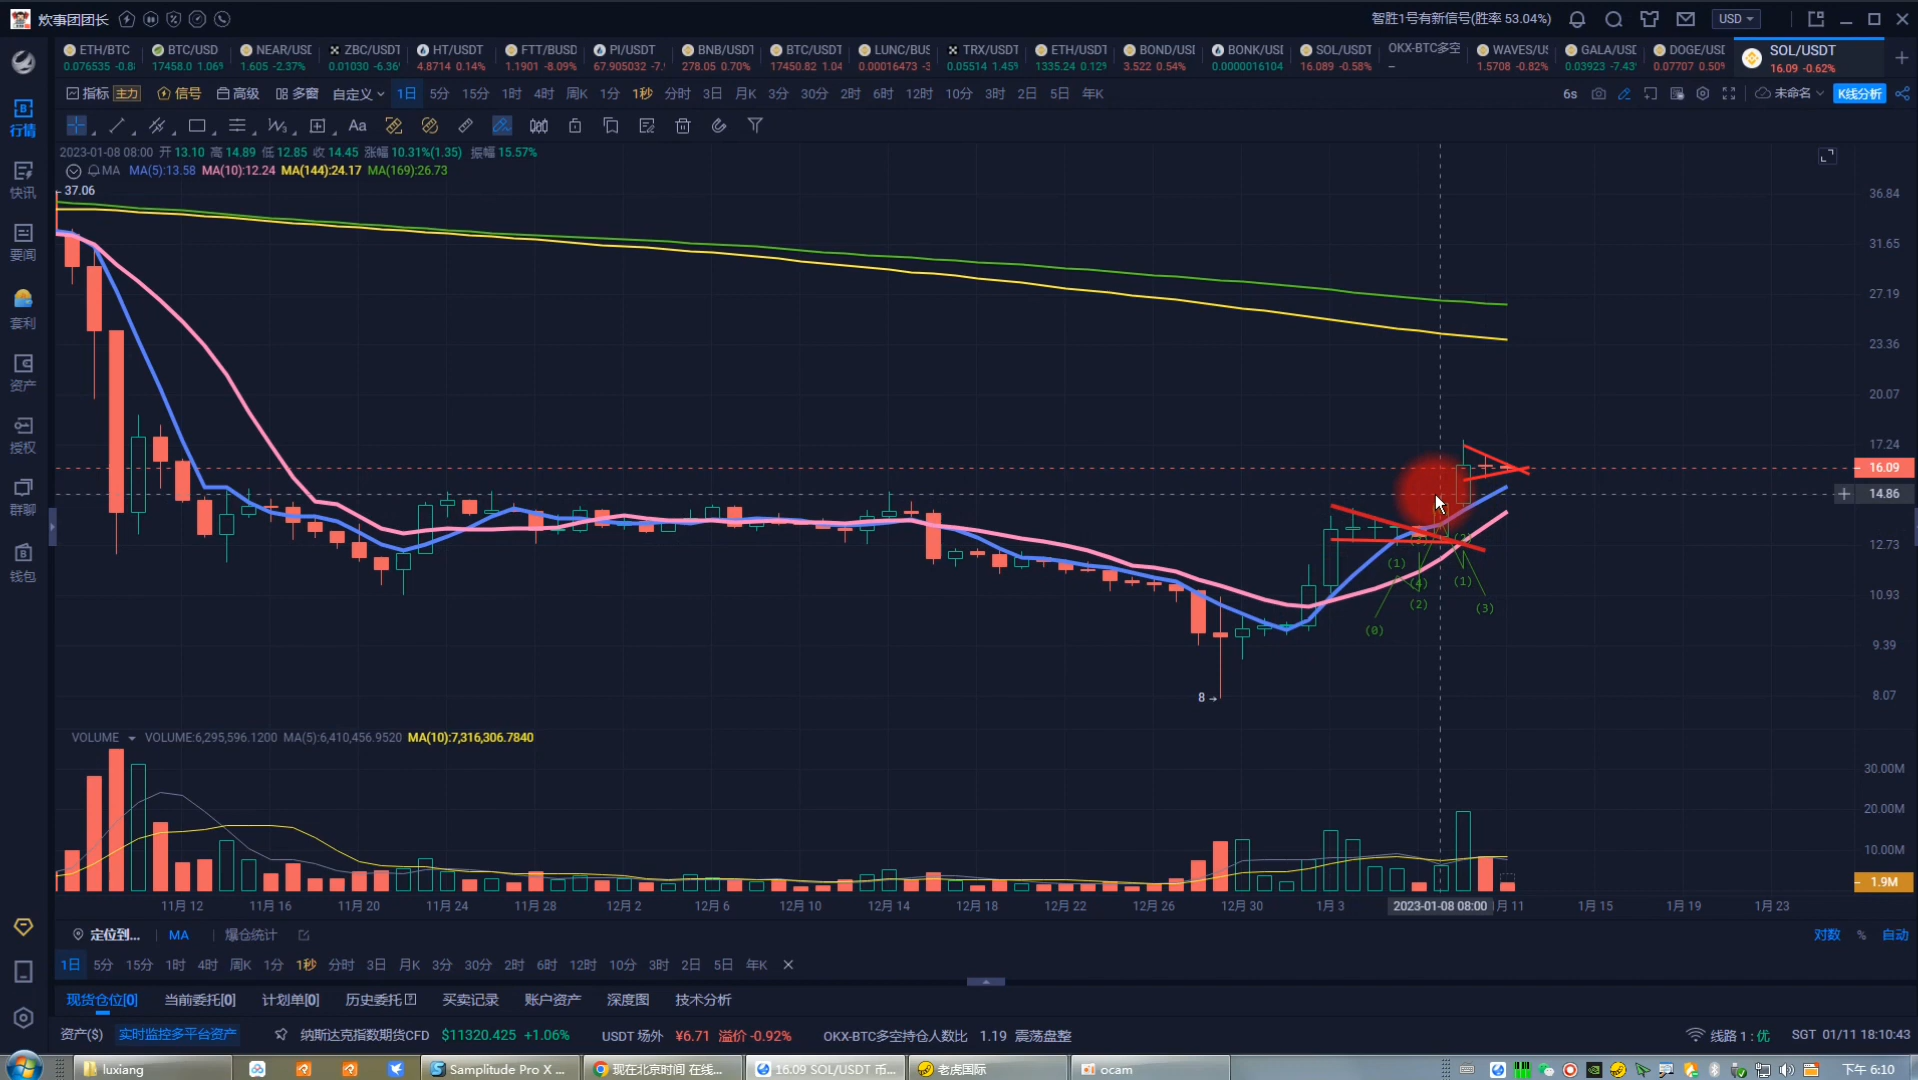 炊事团团长
智胜1号有新信号(胜率 53.04%)
USD
ETH/BTC BTC/USD NEAR/USD ZBC/USDT HT/USDT FTT/BUSD PI/USDT BNB/USDT BTC/USDT LUNC/BUS TRX/USDT ETH/USDT BOND/USI BONK/USI SOL/USDT OKX-BTC多空 WAVES/U GALA/USD DOGE/USD SOL/USDT
0.076535 -0.8 17458.0 1.06% 1.605 -2.37% 0.01030 -6.36 4.8714 0.14% 1.1901 -8.09% 67.905032 -7. 278.05 0.70% 17450.82 1.04 0.00016473 -3 0.05514 1.45% 1335.24 0.12% 3.522 0.54% 0.0000016104 16.089 -0.58% – 1.5708 -0.82% 0.03923 -7.43 0.07707 0.50% 16.09 -0.62%
指标 主力 信号 高级 多窗 自定义 1日 5分 15分 1时 4时 周K 1分 1秒 分时 3日 月K 3分 30分 2时 6时 12时 10分 3时 2日 5日 年K 6s 未命名 K线分析
Aa
行情
快讯
要闻
套利
资产
授权
群聊
钱包
2023-01-08 08:00 开 13.10 高 14.89 低 12.85 收 14.45 涨幅 10.31%(1.35) 振幅 15.57%
MA MA(5):13.58 MA(10):12.24 MA(144):24.17 MA(169):26.73
37.06
36.84
31.65
27.19
23.36
20.07
17.24
16.09
14.86
12.73
10.93
9.39
8.07
(1)
(4)
(2)
(0)
(1)
(3)
8
VOLUME VOLUME:6,295,596.1200 MA(5):6,410,456.9520 MA(10):7,316,306.7840
30.00M
20.00M
10.00M
1.9M
11月 12 11月 16 11月 20 11月 24 11月 28 12月 2 12月 6 12月 10 12月 14 12月 18 12月 22 12月 26 12月 30 1月 3 2023-01-08 08:00 月 11 1月 15 1月 19 1月 23
定位到... MA 爆仓统计 对数 % 自动
1日 5分 15分 1时 4时 周K 1分 1秒 分时 3日 月K 3分 30分 2时 6时 12时 10分 3时 2日 5日 年K
现货仓位[0] 当前委托[0] 计划单[0] 历史委托 买卖记录 账户资产 深度图 技术分析
资产($) 实时监控多平台资产 纳斯达克指数期货CFD $11320.425 +1.06% USDT 场外 ¥6.71 溢价 -0.92% OKX-BTC多空持仓人数比 1.19 震荡盘整 线路 1 : 优 SGT 01/11 18:10:43
luxiang Samplitude Pro X ... 现在北京时间 在线... 16.09 SOL/USDT 币... 老虎国际 ocam 下午 6:10